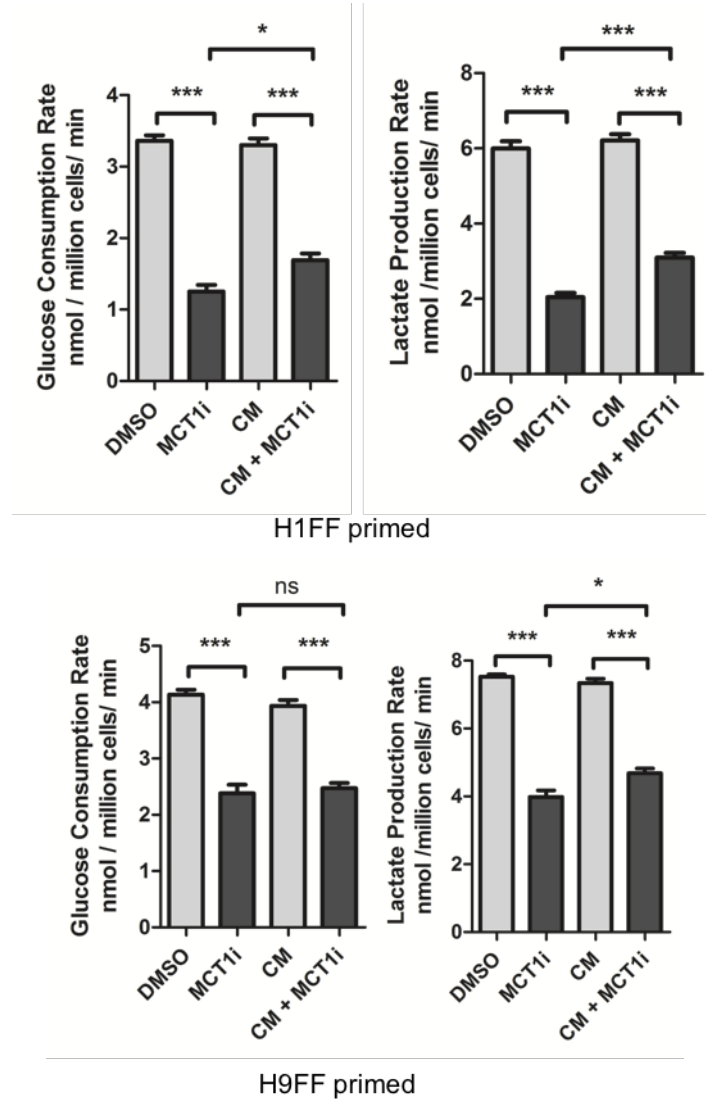 *
***
***
***
***
***
Glucose Consumption Rate
nmol / million cells/ min
4
3
2
1
0
DMSO
MCT1i
CM
CM + MCT1i
Lactate Production Rate
nmol /million cells/ min
8
6
4
2
0
DMSO
MCT1i
CM
CM + MCT1i
H1FF primed
ns
***
***
*
***
***
Glucose Consumption Rate
nmol / million cells/ min
5
4
3
2
1
0
DMSO
MCT1i
CM
CM + MCT1i
Lactate Production Rate
nmol /million cells/ min
8
6
4
2
0
DMSO
MCT1i
CM
CM + MCT1i
H9FF primed